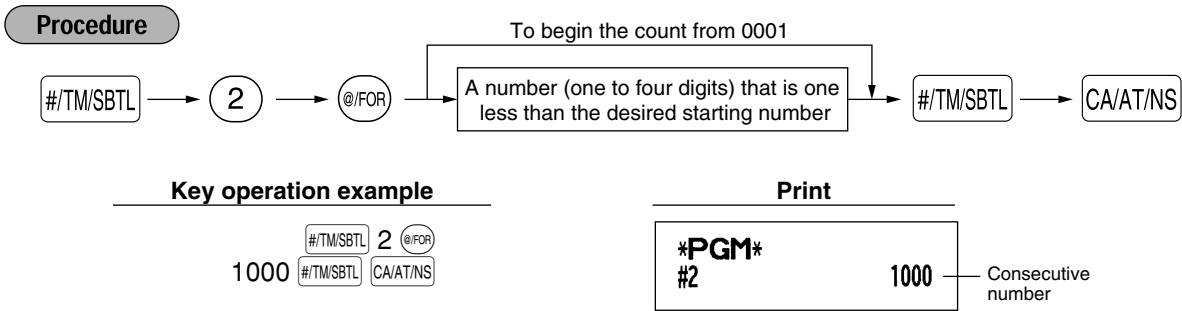 Procedure
To begin the count from 0001
#/TM/SBTL 2 @/FOR A number (one to four digits) that is one
less than the desired starting number #/TM/SBTL CA/AT/NS
Key operation example
#/TM/SBTL 2 @/FOR
1000 #/TM/SBTL CA/AT/NS
Print
*PGM*
#2 1000
Consecutive
number